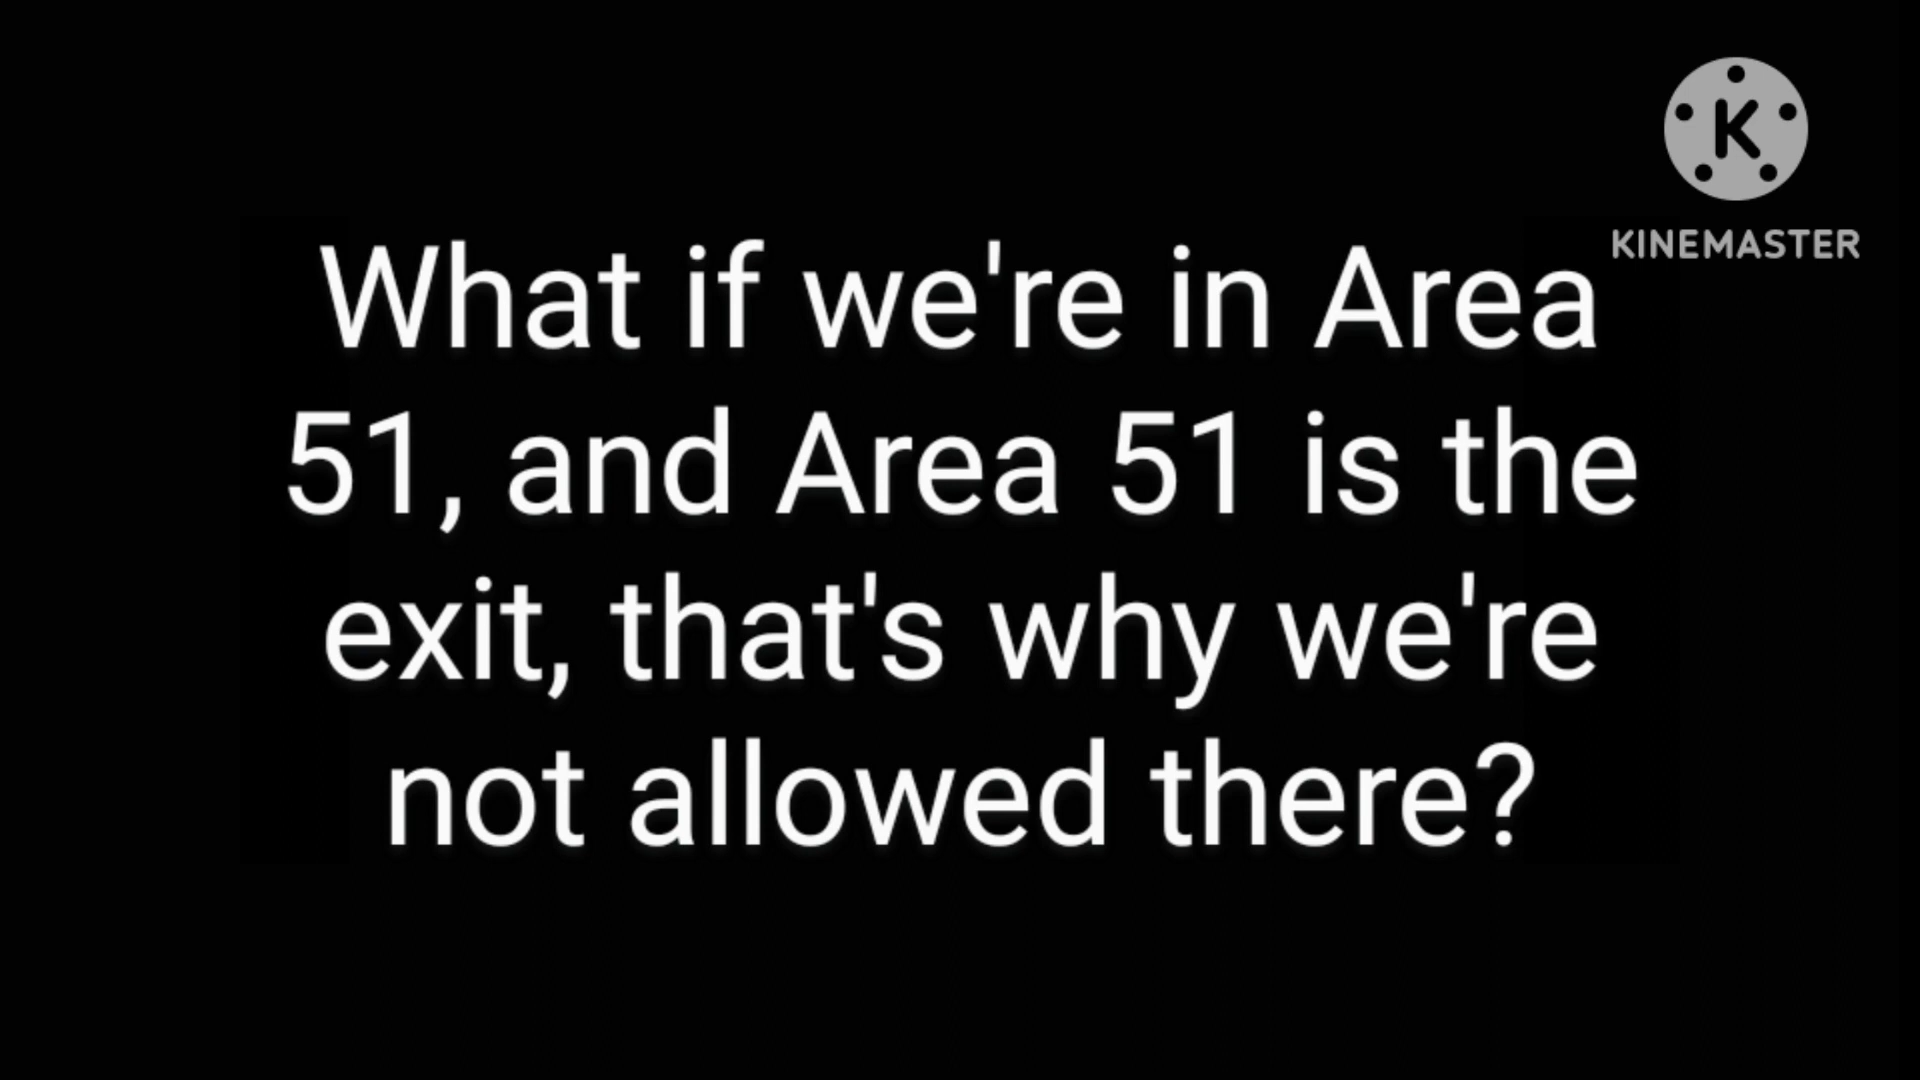 K
KINEMASTER
What if we're in Area
51, and Area 51 is the
exit, that's why we're
not allowed there?